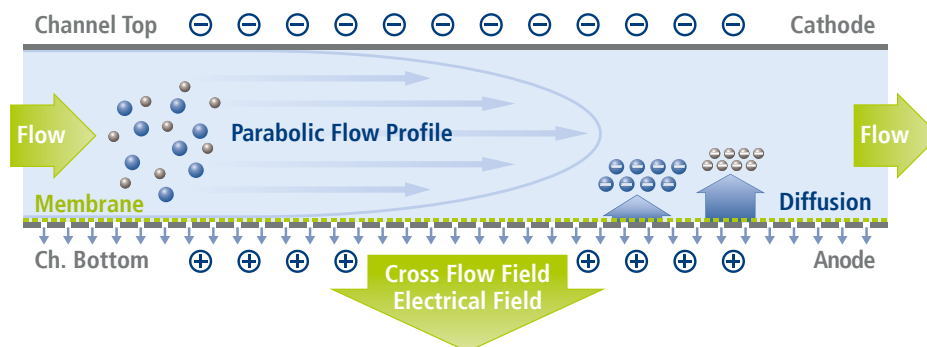 Channel Top
Cathode
Flow
Parabolic Flow Profile
Flow
Membrane
Diffusion
Ch. Bottom
Cross Flow Field
Electrical Field
Anode